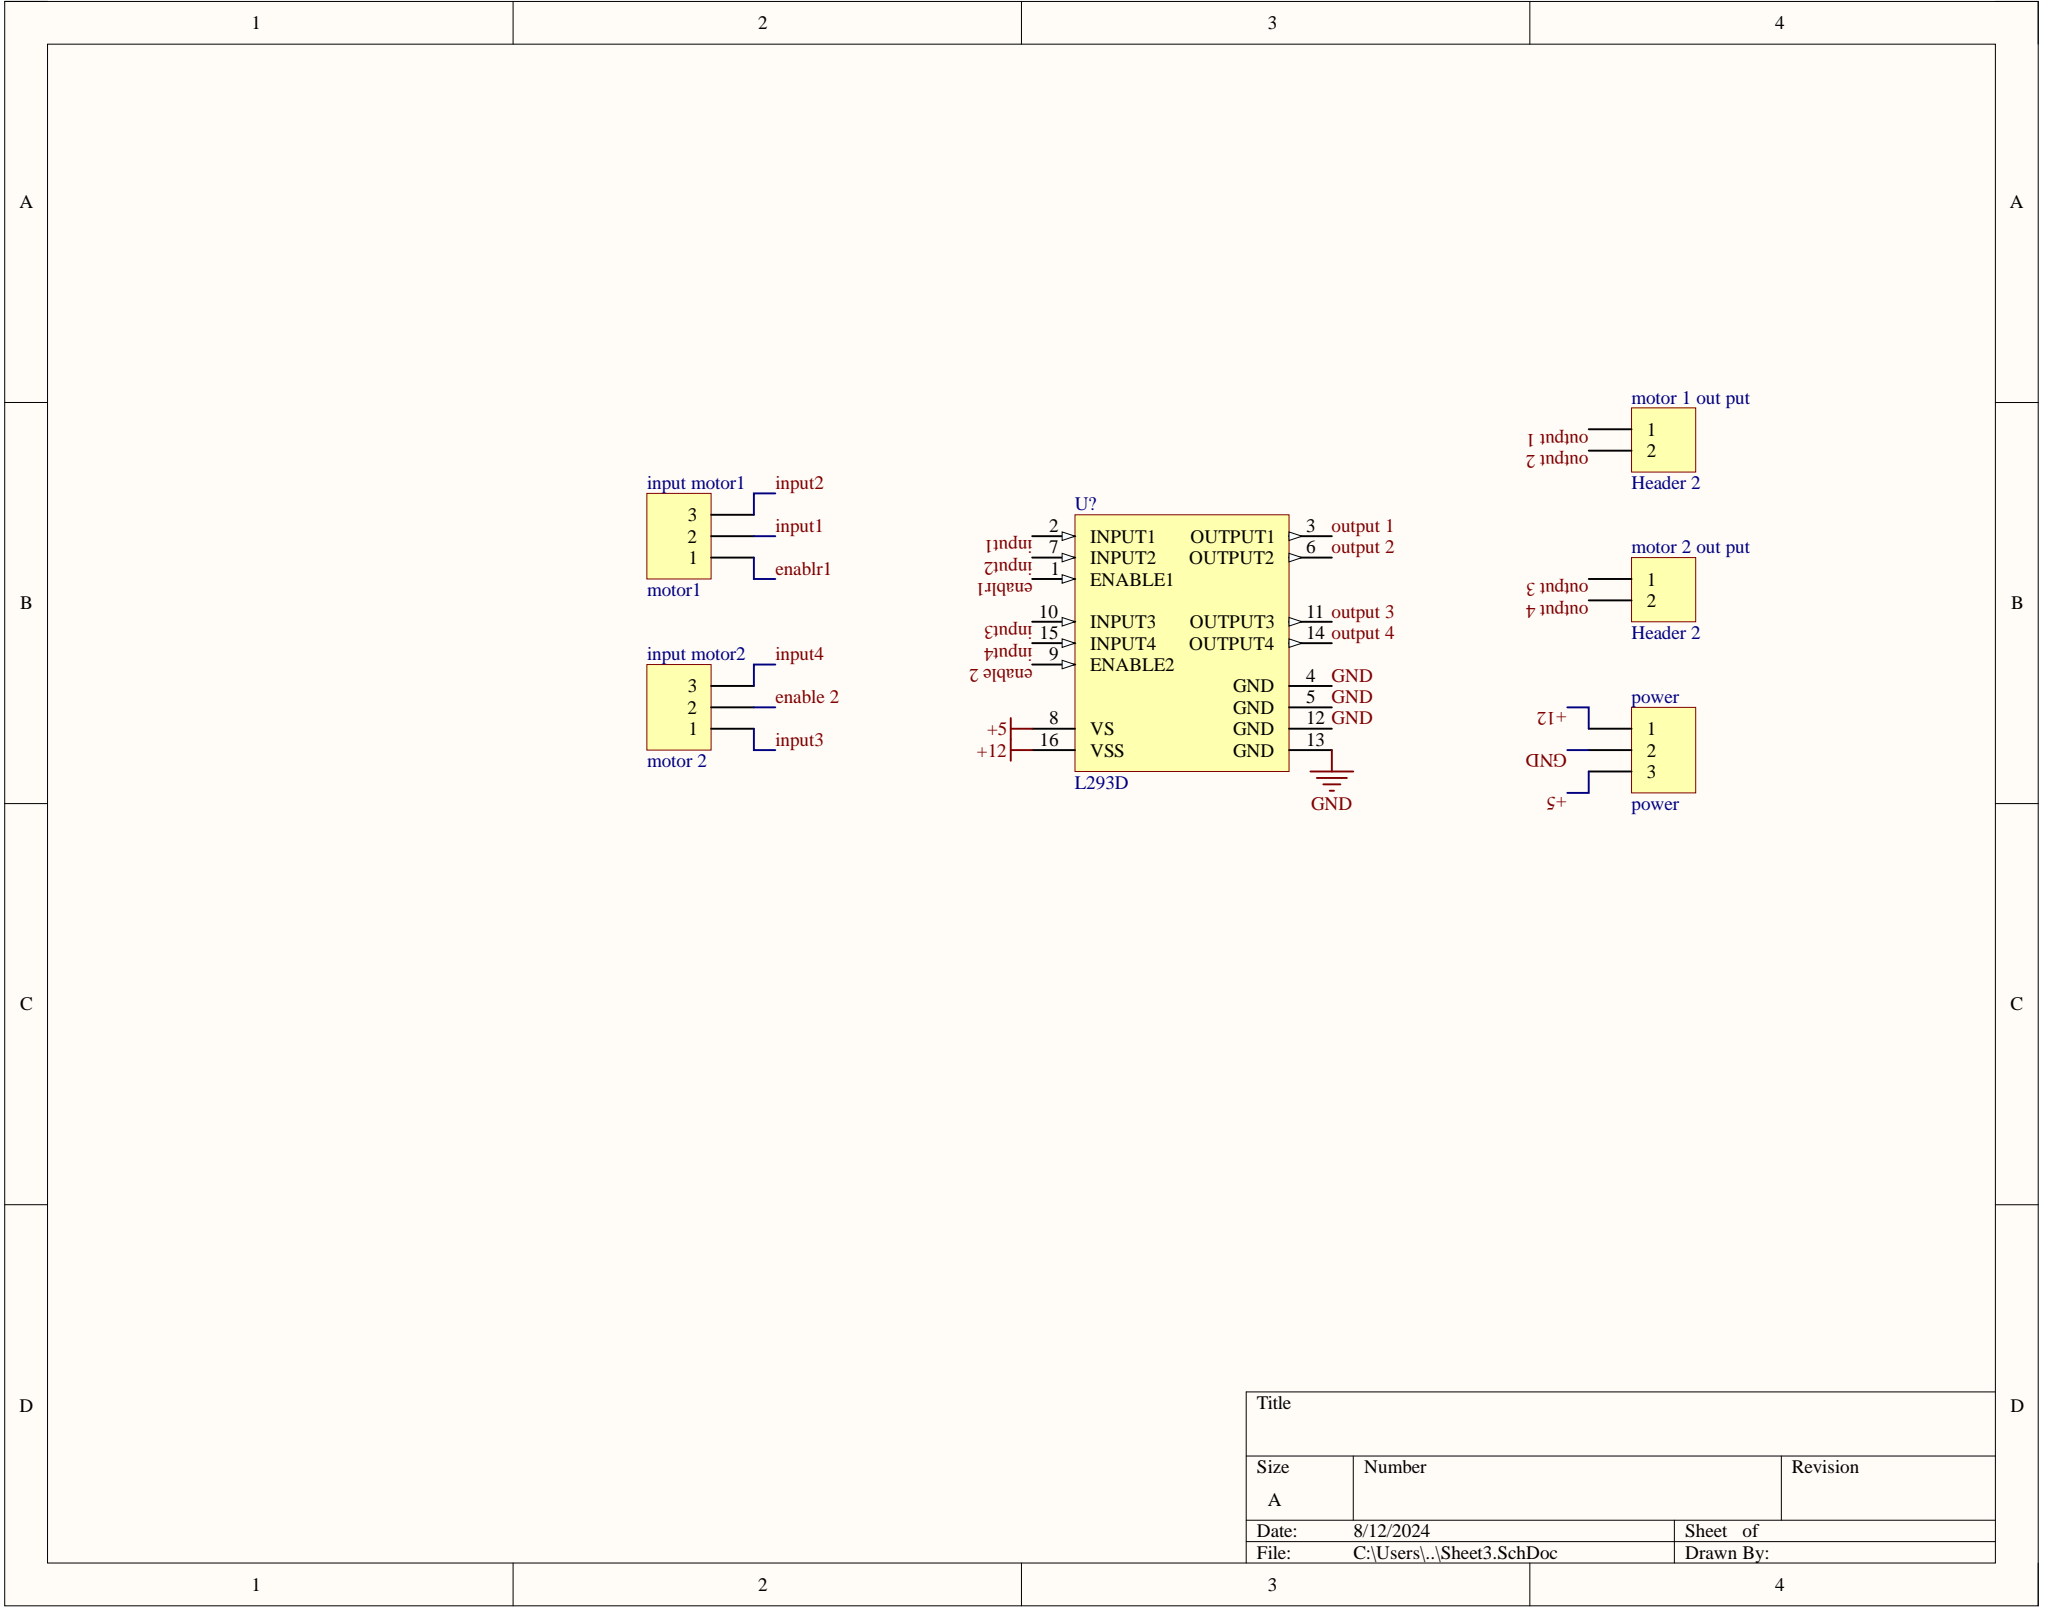 1 2 3 4
A A
motor 1 out put
1
output 1
2
output 2
Header 2
input motor1
input2
3
2
input1
1
enablr1
motor1
U?
2 INPUT1 OUTPUT1 3 output 1
input1
7 INPUT2 OUTPUT2 6 output 2
input2
1 ENABLE1
enablr1
10 INPUT3 OUTPUT3 11 output 3
input3
15 INPUT4 OUTPUT4 14 output 4
input4
9 ENABLE2
enable 2
GND 4 GND
GND 5 GND
+5 8 VS GND 12 GND
+12 16 VSS GND 13
L293D
GND
motor 2 out put
1
output 3
2
output 4
Header 2
B B
input motor2
input4
3
2
enable 2
1
input3
motor 2
power
+12
1
2
GND
3
+5
power
C C
D D
Title
Size Number Revision
A
Date: 8/12/2024 Sheet of
File: C:\Users\..\Sheet3.SchDoc Drawn By:
1 2 3 4